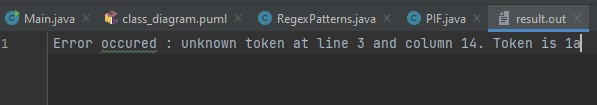 Main.java class_diagram.puml RegexPatterns.java PIF.java result.out
1 Error occured : unknown token at line 3 and column 14. Token is 1a